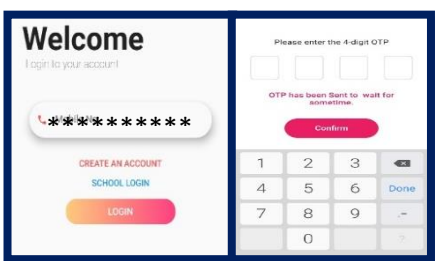 Welcome
Login to your account
**********
CREATE AN ACCOUNT
SCHOOL LOGIN
LOGIN
Please enter the 4-digit OTP
OTP has been Sent to wait for
sometime.
Confirm
1 2 3
4 5 6 Done
7 8 9 .-
0